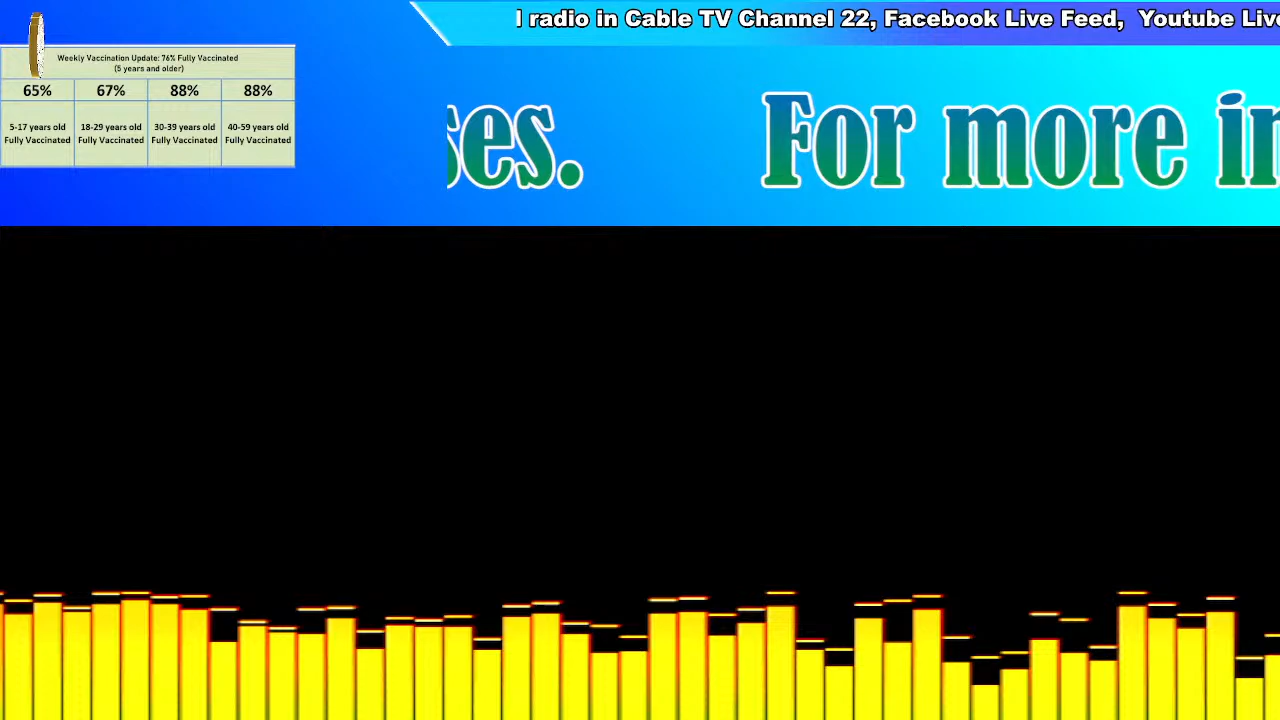 l radio in Cable TV Channel 22, Facebook Live Feed, Youtube Live
Weekly Vaccination Update: 76% Fully Vaccinated
(5 years and older)
65% 67% 88% 88%
5-17 years old 18-29 years old 30-39 years old 40-59 years old
Fully Vaccinated Fully Vaccinated Fully Vaccinated Fully Vaccinated
ses. For more in